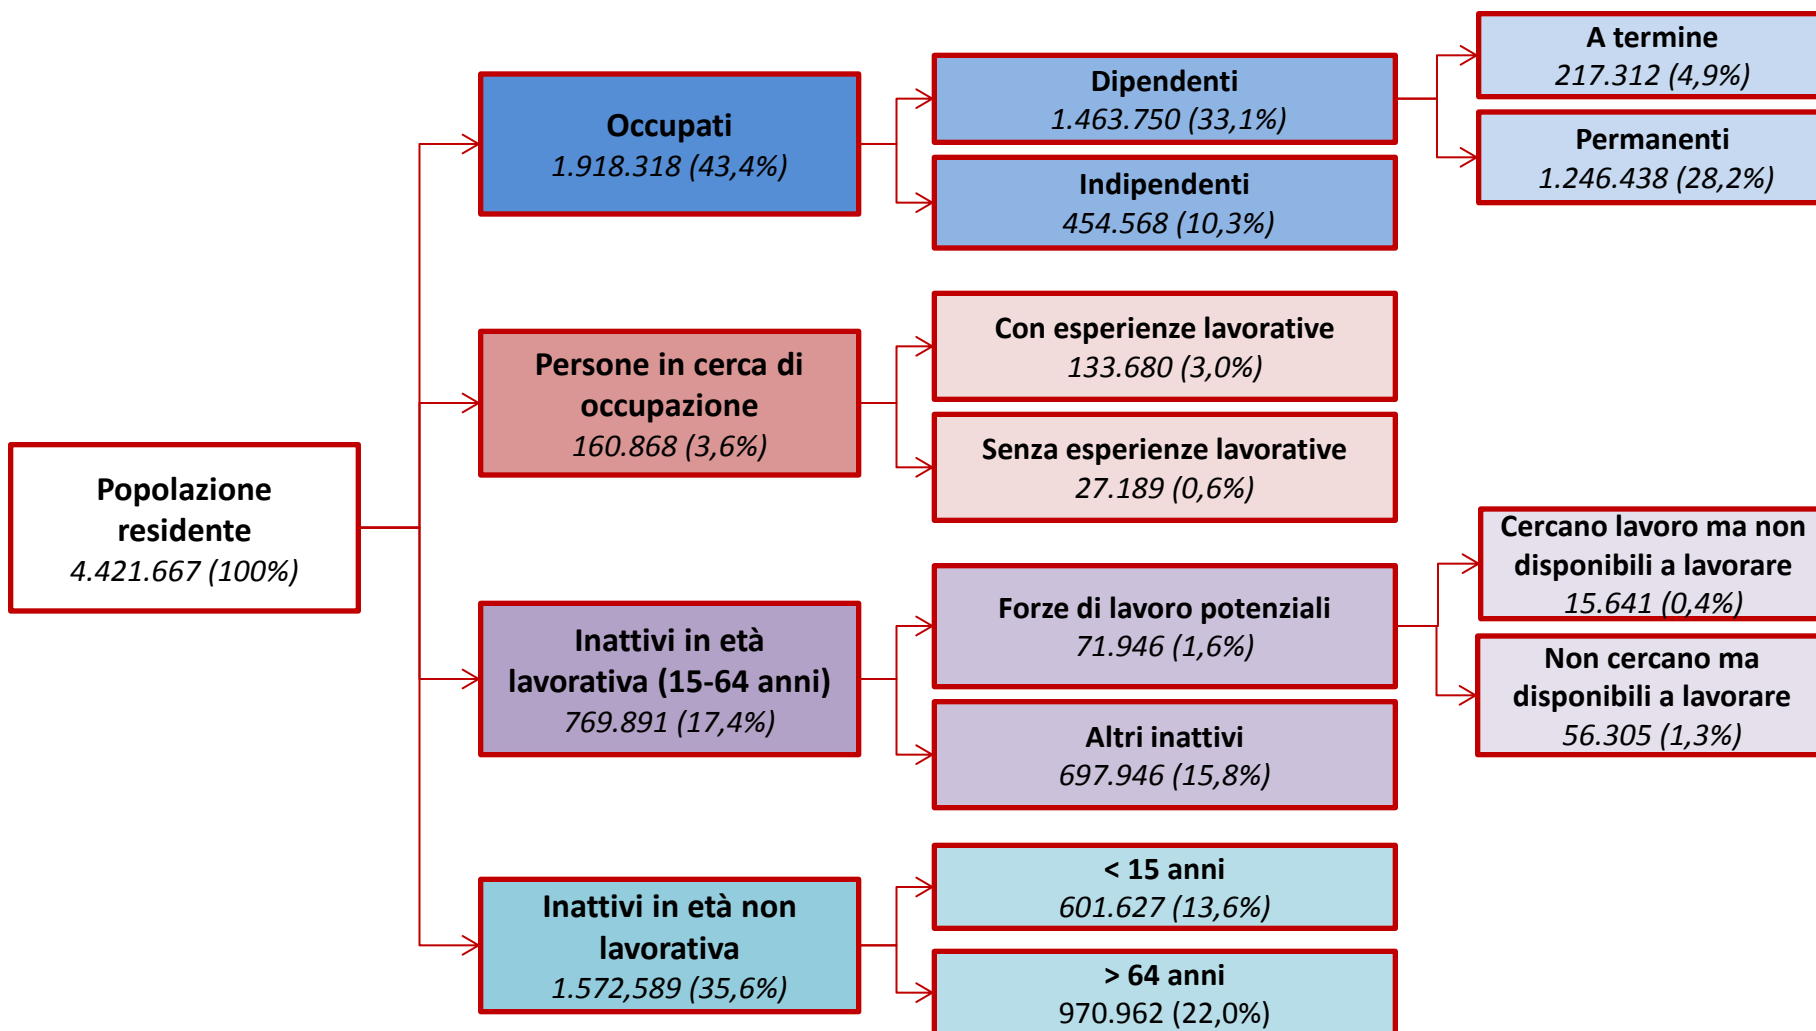 Popolazione
residente
4.421.667 (100%)
Occupati
1.918.318 (43,4%)
Dipendenti
1.463.750 (33,1%)
A termine
217.312 (4,9%)
Permanenti
1.246.438 (28,2%)
Indipendenti
454.568 (10,3%)
Persone in cerca di
occupazione
160.868 (3,6%)
Con esperienze lavorative
133.680 (3,0%)
Senza esperienze lavorative
27.189 (0,6%)
Inattivi in età
lavorativa (15-64 anni)
769.891 (17,4%)
Forze di lavoro potenziali
71.946 (1,6%)
Cercano lavoro ma non
disponibili a lavorare
15.641 (0,4%)
Non cercano ma
disponibili a lavorare
56.305 (1,3%)
Altri inattivi
697.946 (15,8%)
Inattivi in età non
lavorativa
1.572,589 (35,6%)
< 15 anni
601.627 (13,6%)
> 64 anni
970.962 (22,0%)